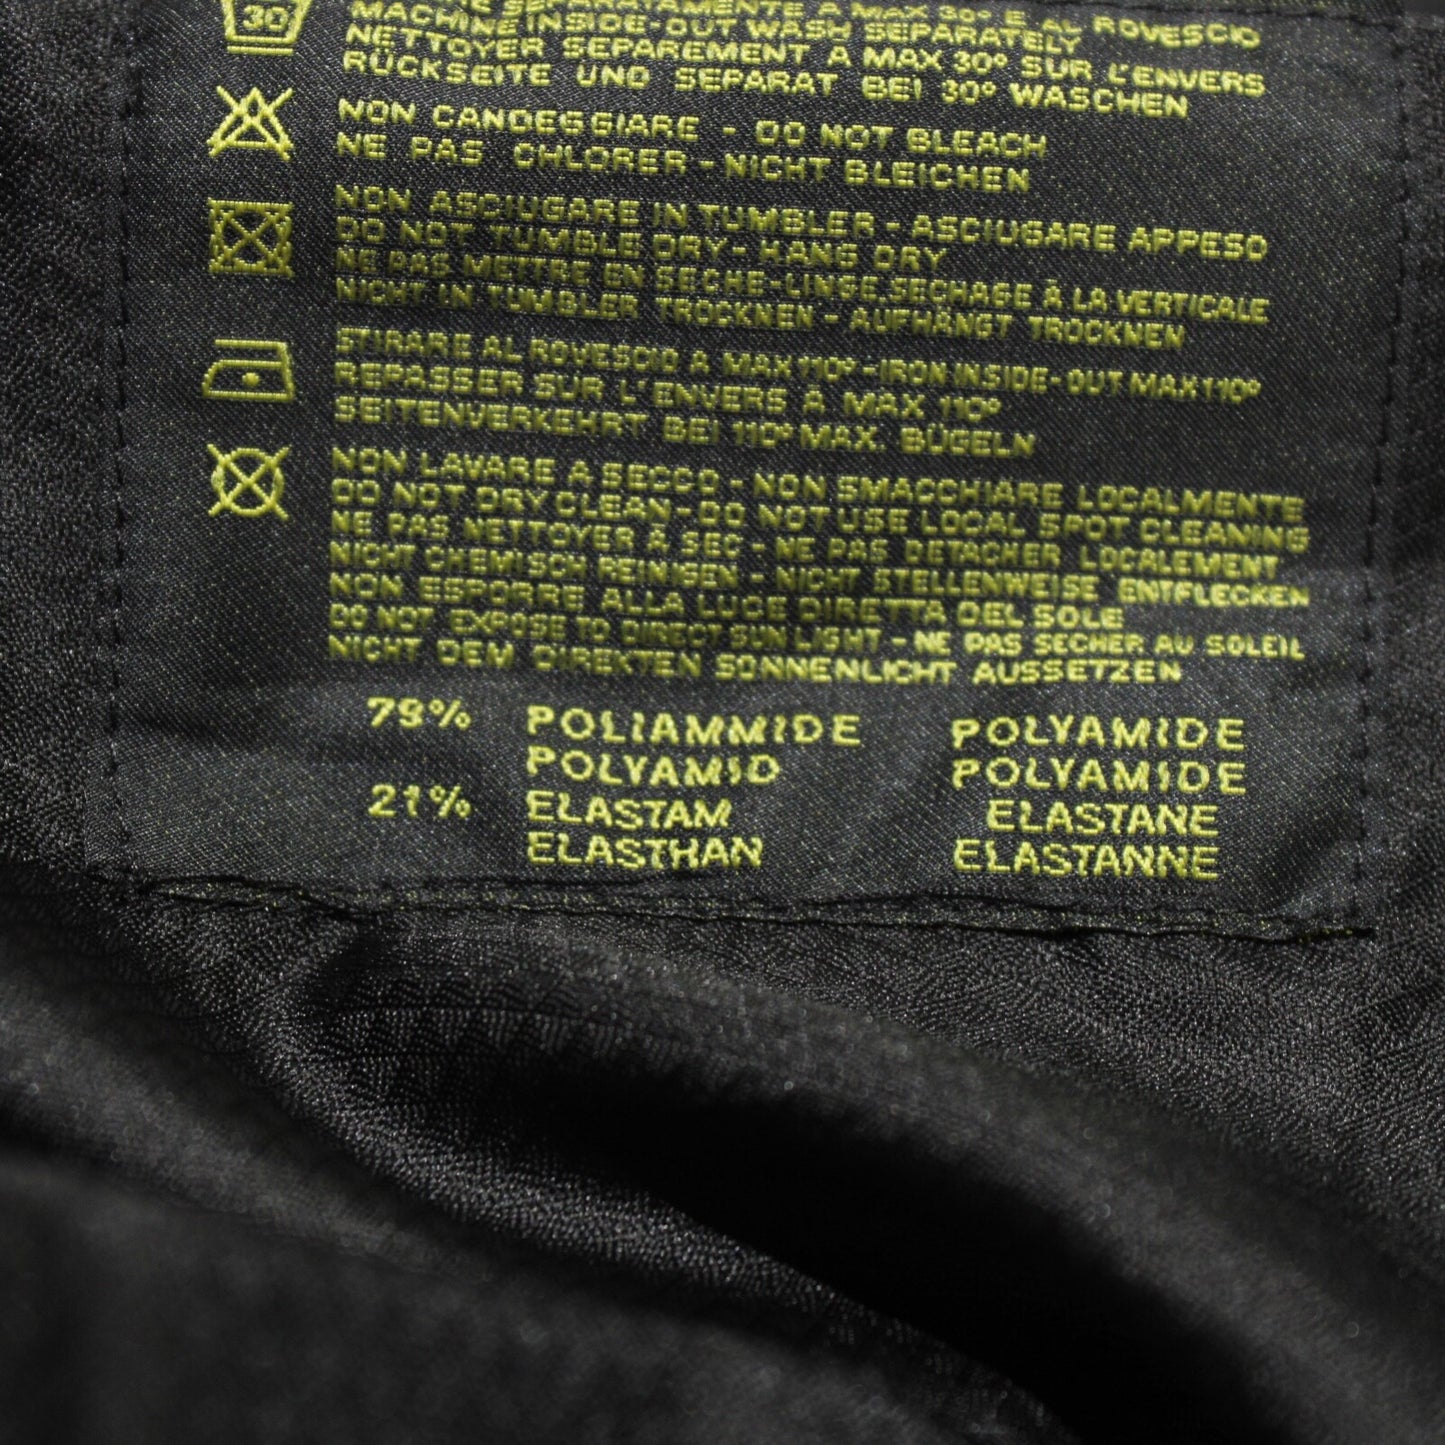 30
SEPARATAMENTE A MAX 30° E AL ROVESCIO
MACHINE INSIDE-OUT WASH SEPARATELY
NETTOYER SEPAREMENT A MAX 30° SUR L'ENVERS
RÜCKSEITE UND SEPARAT BEI 30° WASCHEN
NON CANDEGGIARE - DO NOT BLEACH
NE PAS CHLORER - NICHT BLEICHEN
NON ASCIUGARE IN TUMBLER - ASCIUGARE APPESO
DO NOT TUMBLE DRY - HANG DRY
NE PAS METTRE EN SECHE-LINGE, SECHAGE À LA VERTICALE
NICHT IN TUMBLER TROCKNEN - AUFHÄNGT TROCKNEN
STIRARE AL ROVESCIO A MAX 110° - IRON INSIDE-OUT MAX 110°
REPASSER SUR L'ENVERS À MAX 110°
SEITENVERKEHRT BEI 110° MAX. BÜGELN
NON LAVARE A SECCO - NON SMACCHIARE LOCALMENTE
DO NOT DRY CLEAN - DO NOT USE LOCAL SPOT CLEANING
NE PAS NETTOYER À SEC - NE PAS DETACHER LOCALEMENT
NICHT CHEMISCH REINIGEN - NICHT STELLENWEISE ENTFLECKEN
NON ESPORRE ALLA LUCE DIRETTA DEL SOLE
DO NOT EXPOSE TO DIRECT SUN LIGHT - NE PAS SECHER AU SOLEIL
NICHT DEM DIREKTEN SONNENLICHT AUSSETZEN
79% POLIAMMIDE POLYAMIDE
POLYAMID POLYAMIDE
21% ELASTAM ELASTANE
ELASTHAN ELASTANNE